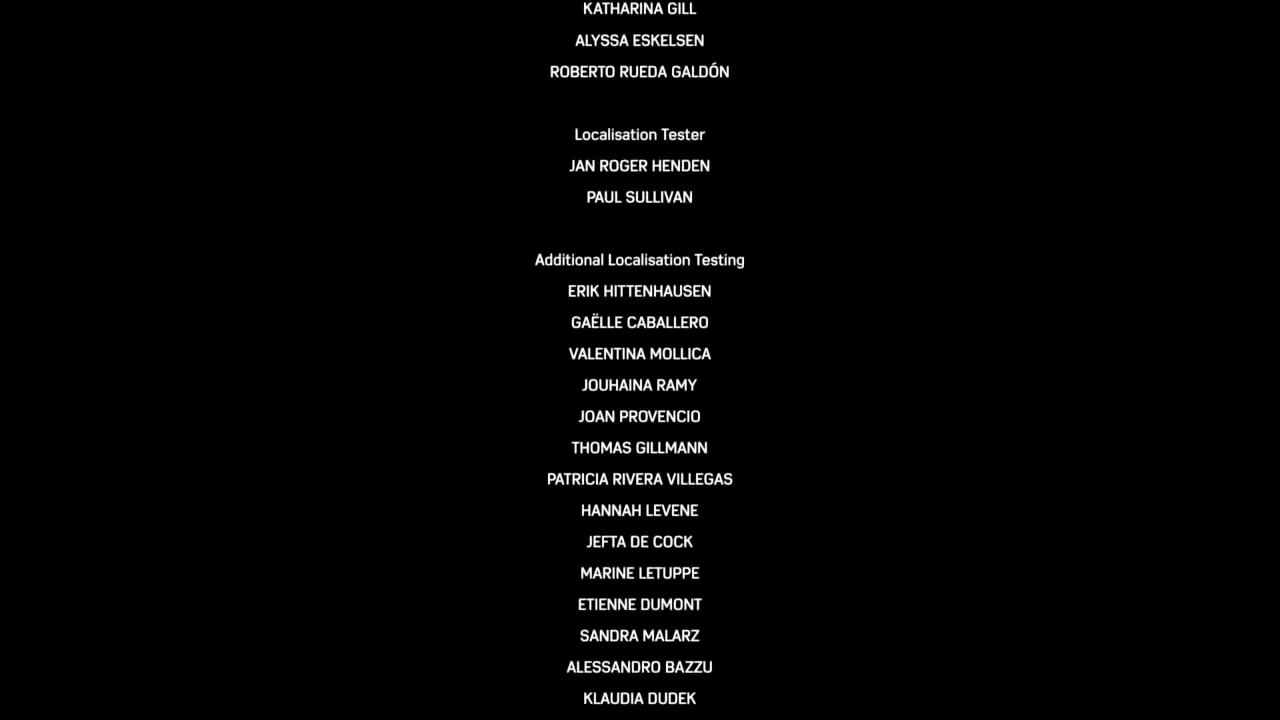 KATHARINA GILL
ALYSSA ESKELSEN
ROBERTO RUEDA GALDÓN
Localisation Tester
JAN ROGER HENDEN
PAUL SULLIVAN
Additional Localisation Testing
ERIK HITTENHAUSEN
GAËLLE CABALLERO
VALENTINA MOLLICA
JOUHAINA RAMY
JOAN PROVENCIO
THOMAS GILLMANN
PATRICIA RIVERA VILLEGAS
HANNAH LEVENE
JEFTA DE COCK
MARINE LETUPPE
ETIENNE DUMONT
SANDRA MALARZ
ALESSANDRO BAZZU
KLAUDIA DUDEK